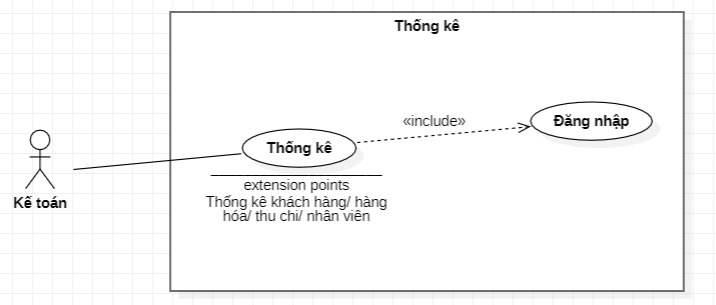 Thống kê
«include»
Đăng nhập
Thống kê
extension points
Thống kê khách hàng/ hàng
hóa/ thu chi/ nhân viên
Kế toán